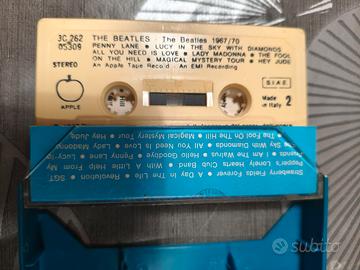 3C 262
05309
THE BEATLES - The Beatles 1967/70
PENNY LANE • LUCY IN THE SKY WITH DIAMONDS
ALL YOU NEED IS LOVE • LADY MADONNA • THE FOOL
ON THE HILL • MAGICAL MYSTERY TOUR • HEY JUDE
An Apple Tape Record An EMI Recording
STEREO
APPLE
S.I.A.E.
Made
in Italy
2
SGT.
Strawberry Fields Forever • A Day in The Life • Revolution
Pepper's Lonely Hearts Club Band • With A Little Help From My
Friends • I Am The Walrus • Hello Goodbye • Penny Lane • Lucy in
The Sky With Diamonds • All You Need is Love • Lady Madonna
The Fool On The Hill • Magical Mystery Tour • Hey Jude
subito